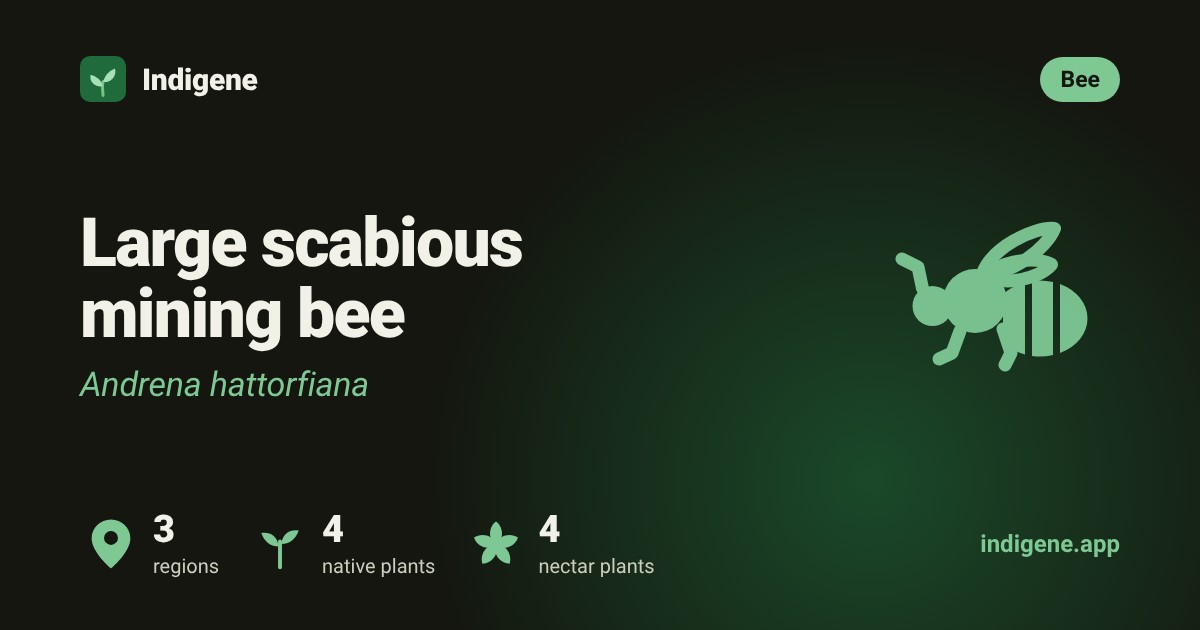 Indigene
Bee
Large scabious
mining bee
Andrena hattorfiana
3
regions
4
native plants
4
nectar plants
indigene.app